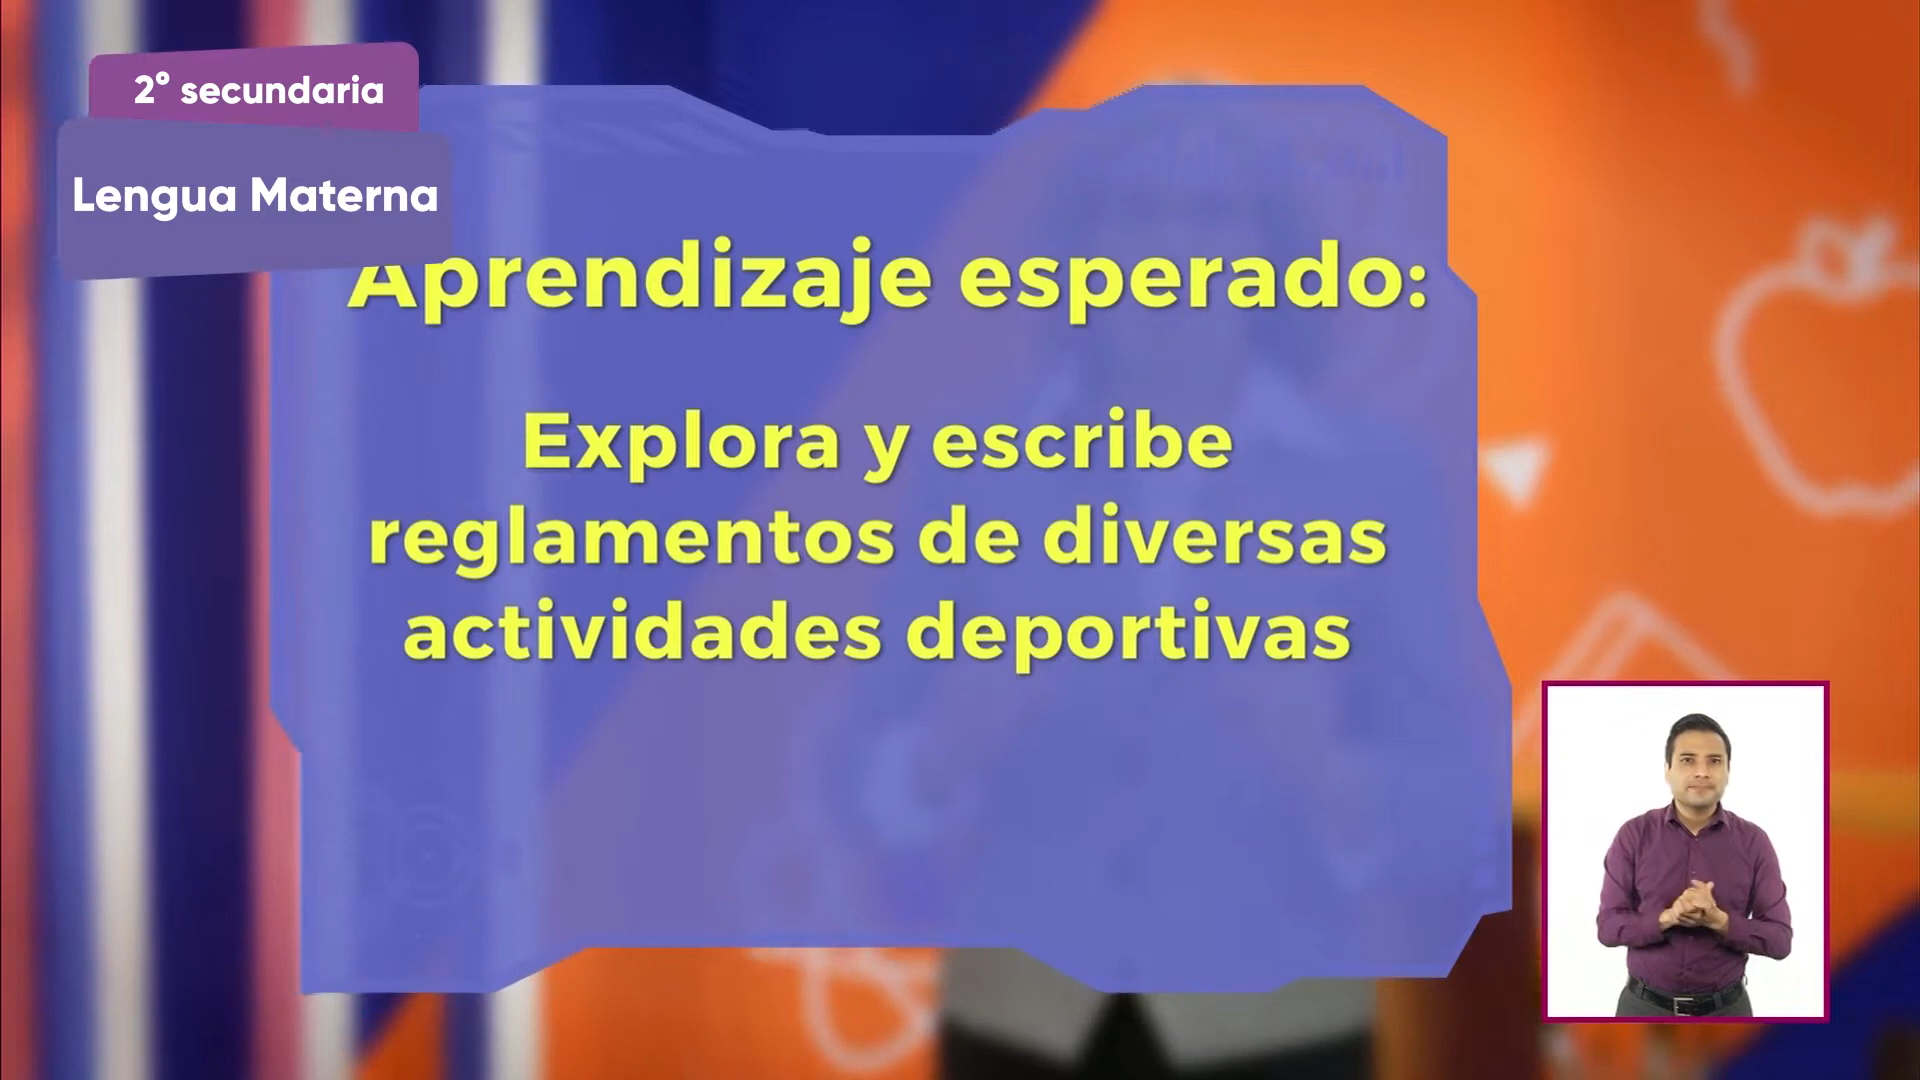 2° secundaria
Lengua Materna
Aprendizaje esperado:
Explora y escribe
reglamentos de diversas
actividades deportivas